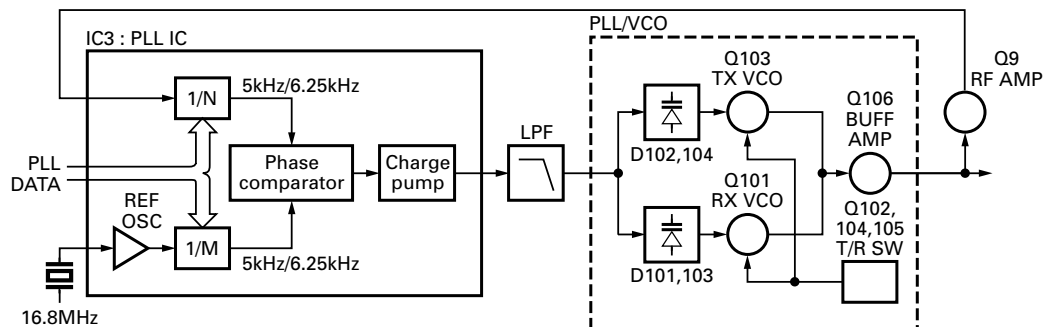 PLL/VCO
IC3 : PLL IC
Q9
RF AMP
Q103
TX VCO
5kHz/6.25kHz
1/N
Q106
BUFF
AMP
LPF
D102,104
PLL
DATA
Phase
comparator
Charge
pump
Q101
RX VCO
REF
OSC
Q102,
104,105
T/R SW
1/M
5kHz/6.25kHz
D101,103
16.8MHz